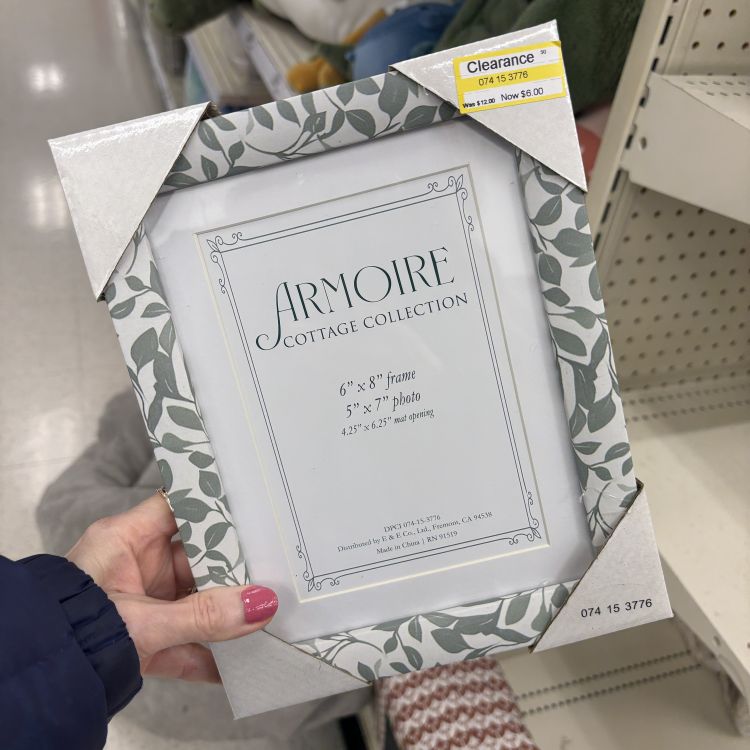 Clearance 50
074 15 3776
Was $12.00 Now $6.00
ARMOIRE
COTTAGE COLLECTION
6" x 8" frame
5" x 7" photo
4.25" x 6.25" mat opening
DPCI 074-15-3776
Distributed by E & E Co., Ltd., Fremont, CA 94538
Made in China | RN 91519
074 15 3776